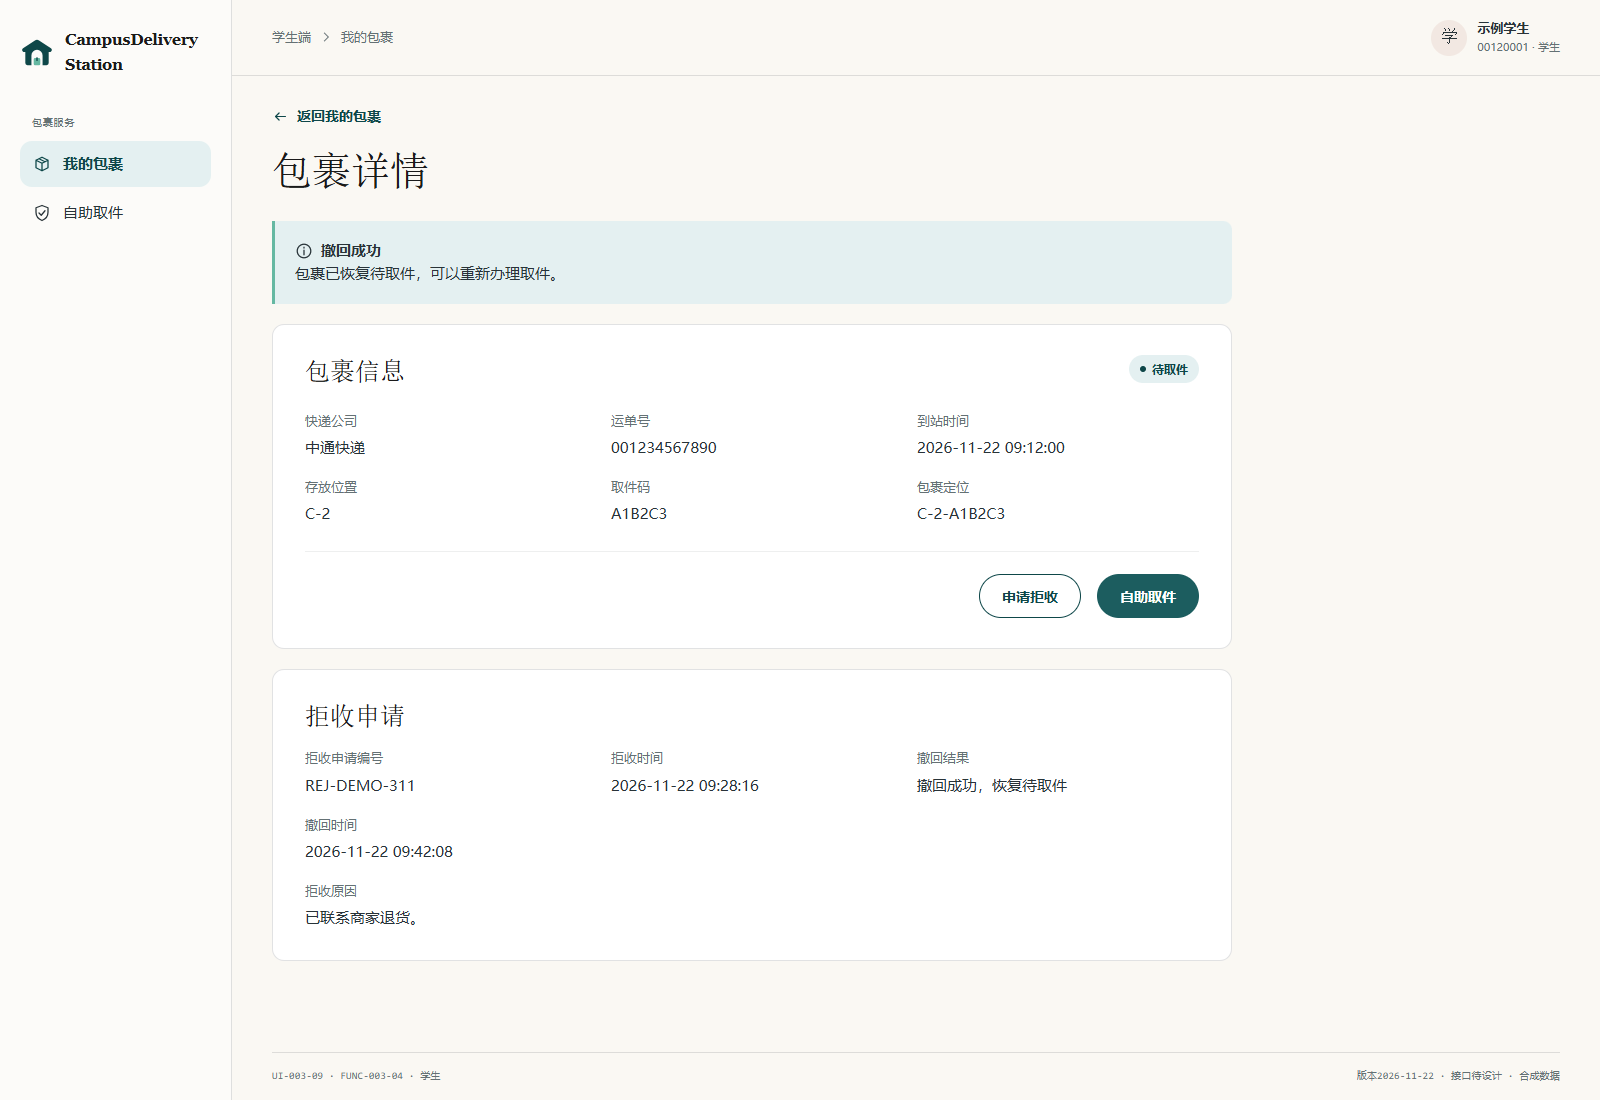 CampusDelivery
Station
包裹服务
我的包裹
自助取件
学生端 > 我的包裹
学
示例学生
00120001 · 学生
← 返回我的包裹
包裹详情
撤回成功
包裹已恢复待取件，可以重新办理取件。
包裹信息
待取件
快递公司
中通快递
运单号
001234567890
到站时间
2026-11-22 09:12:00
存放位置
C-2
取件码
A1B2C3
包裹定位
C-2-A1B2C3
申请拒收
自助取件
拒收申请
拒收申请编号
REJ-DEMO-311
拒收时间
2026-11-22 09:28:16
撤回结果
撤回成功，恢复待取件
撤回时间
2026-11-22 09:42:08
拒收原因
已联系商家退货。
UI-003-09 · FUNC-003-04 · 学生
版本2026-11-22 · 接口待设计 · 合成数据